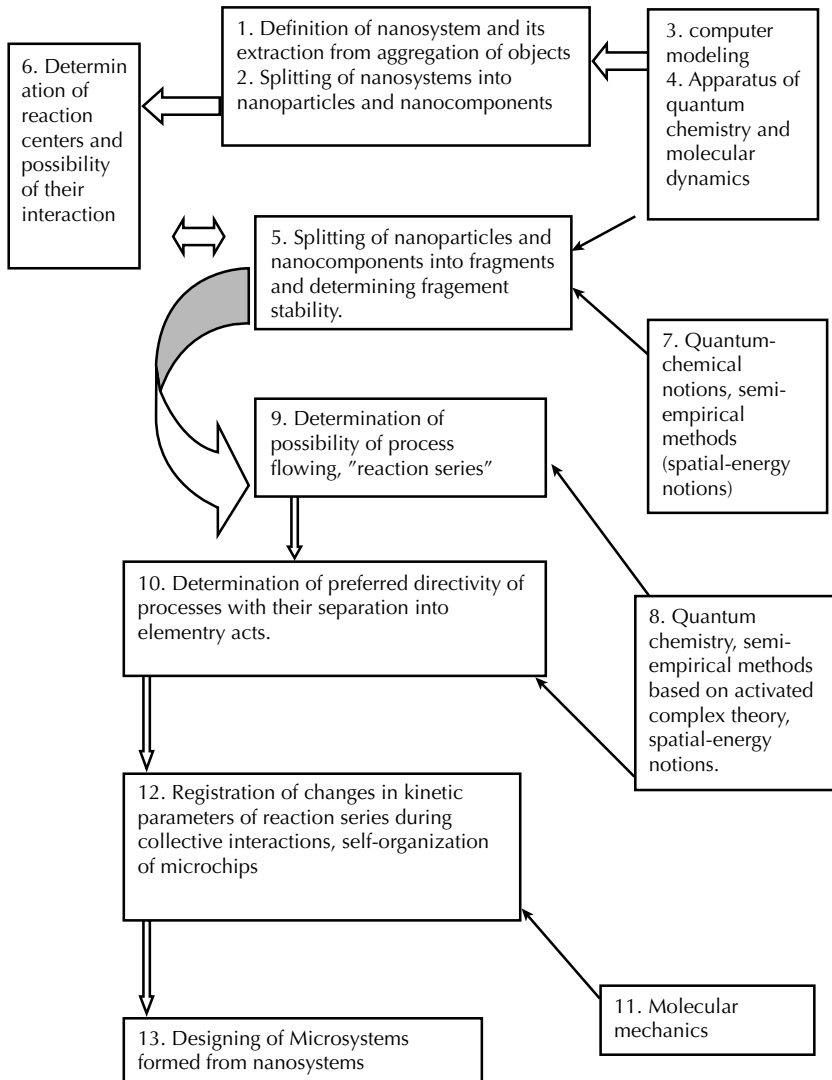 1. Definition of nanosystem and its
extraction from aggregation of objects
2. Splitting of nanosystems into
nanoparticles and nanocomponents
3. computer
modeling
4. Apparatus of
quantum
chemistry and
molecular
dynamics
6. Determin
ation of
reaction
centers and
possibility
of their
interaction
5. Splitting of nanoparticles and
nanocomponents into fragments
and determining fragement
stability.
7. Quantum-
chemical
notions, semi-
empirical
methods
(spatial-energy
notions)
9. Determination of
possibility of process
flowing, ”reaction series”
10. Determination of preferred directivity of
processes with their separation into
elementry acts.
8. Quantum
chemistry, semi-
empirical methods
based on activated
complex theory,
spatial-energy
notions.
12. Registration of changes in kinetic
parameters of reaction series during
collective interactions, self-organization
of microchips
11. Molecular
mechanics
13. Designing of Microsystems
formed from nanosystems